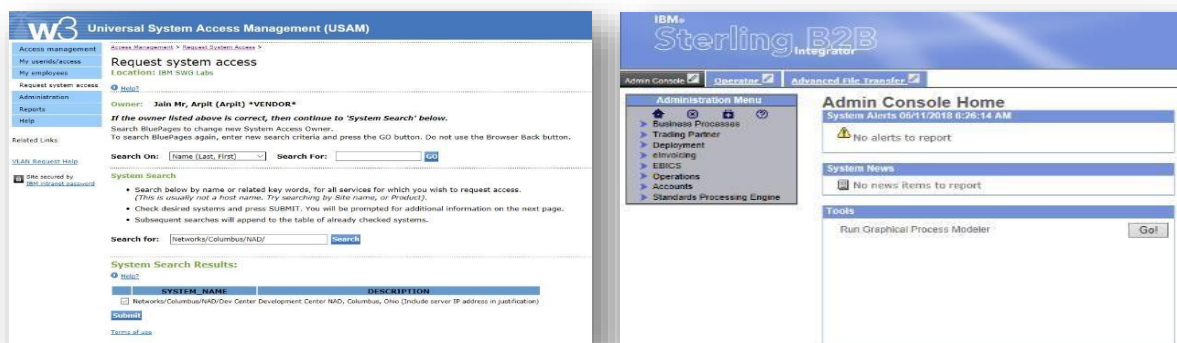 w3 Universal System Access Management (USAM)
Access management
My userids/access
My employees
Request system access
Administration
Reports
Help
Related Links
VLAN Request Help
Site secured by
IBM intranet password
Access Management > Request System Access >
Request system access
Location: IBM SWG Labs
Help?
Owner: Jain Mr, Arpit (Arpit) *VENDOR*
If the owner listed above is correct, then continue to 'System Search' below.
Search BluePages to change new System Access Owner.
To search BluePages again, enter new search criteria and press the GO button. Do not use the Browser Back button.
Search On: Name (Last, First) Search For: GO
System Search
• Search below by name or related key words, for all services for which you wish to request access.
(This is usually not a host name. Try searching by Site name, or Product).
• Check desired systems and press SUBMIT. You will be prompted for additional information on the next page.
• Subsequent searches will append to the table of already checked systems.
Search for: Networks/Columbus/NAD/ Search
System Search Results:
Help?
SYSTEM_NAME DESCRIPTION
Networks/Columbus/NAD/Dev Center Development Center NAD, Columbus, Ohio (Include server IP address in justification)
Submit
Terms of use
IBM®
Sterling B2B
Integrator
Admin Console Operator Advanced File Transfer
Administration Menu
Business Processes
Trading Partner
Deployment
eInvoicing
EBICS
Operations
Accounts
Standards Processing Engine
Admin Console Home
System Alerts 06/11/2018 6:26:14 AM
No alerts to report
System News
No news items to report
Tools
Run Graphical Process Modeler Go!